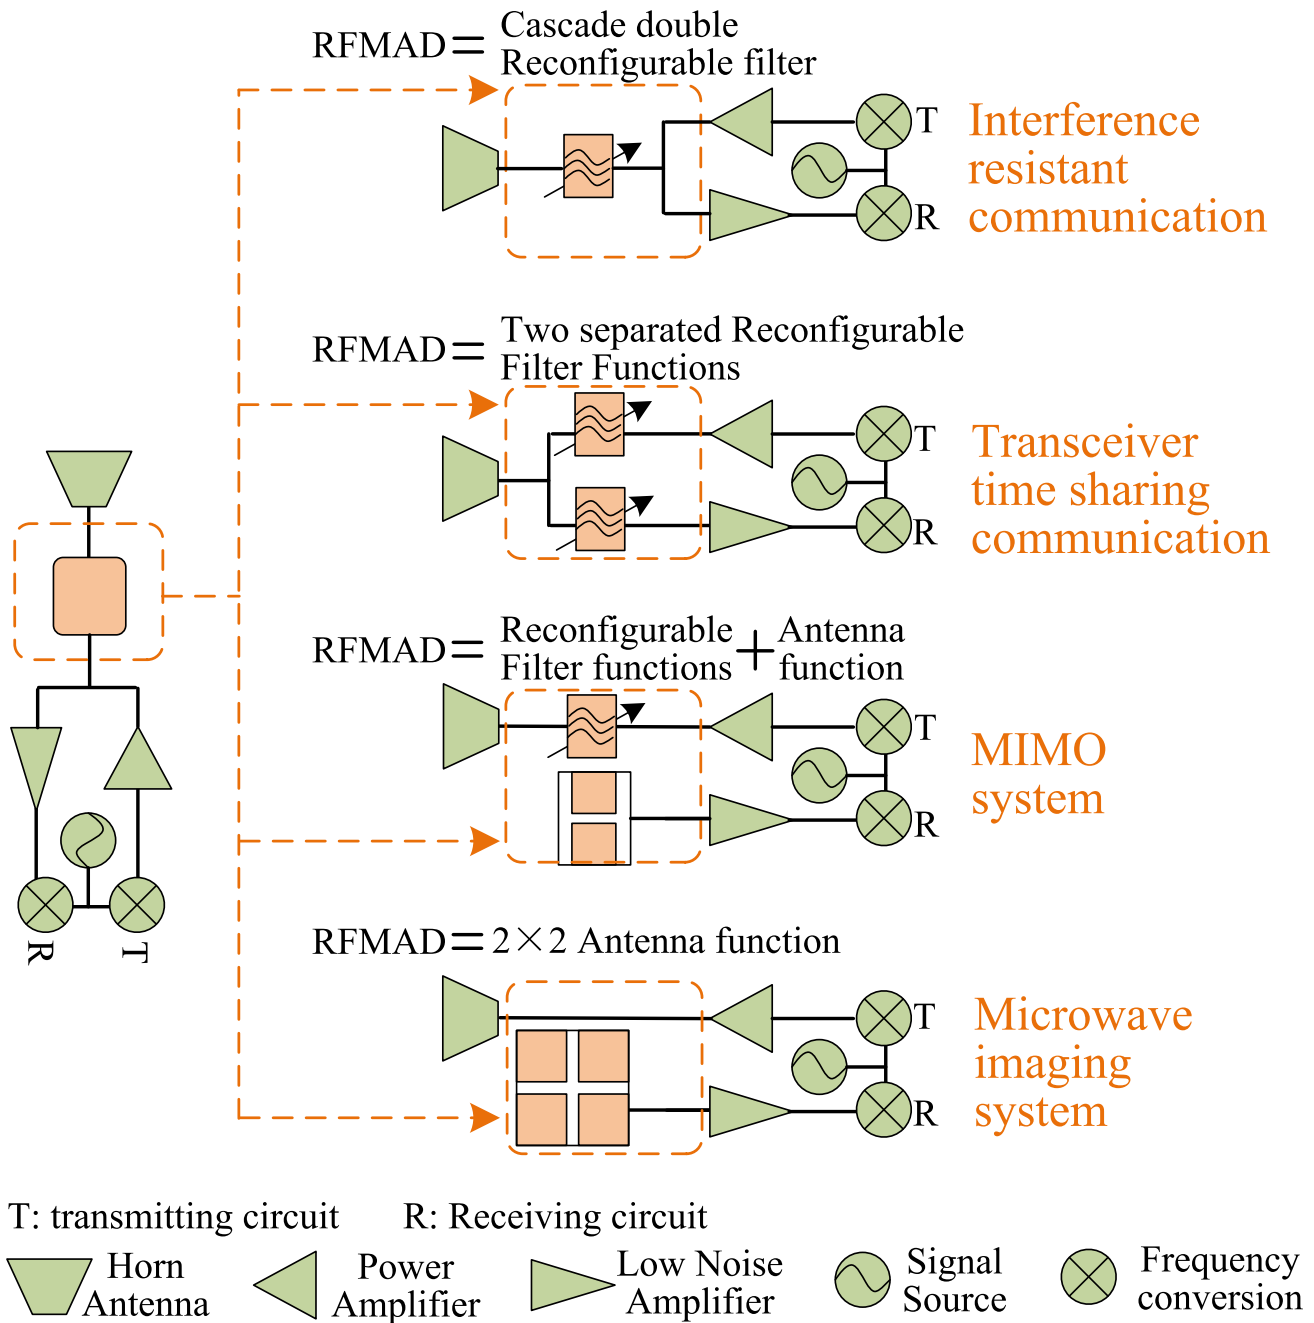 RFMAD = Cascade double
Reconfigurable filter
T
R
Interference
resistant
communication
RFMAD = Two separated Reconfigurable
Filter Functions
T
R
Transceiver
time sharing
communication
RFMAD = Reconfigurable + Antenna
Filter functions function
T
R
MIMO
system
R
T
RFMAD = 2×2 Antenna function
T
R
Microwave
imaging
system
T: transmitting circuit R: Receiving circuit
Horn
Antenna
Power
Amplifier
Low Noise
Amplifier
Signal
Source
Frequency
conversion